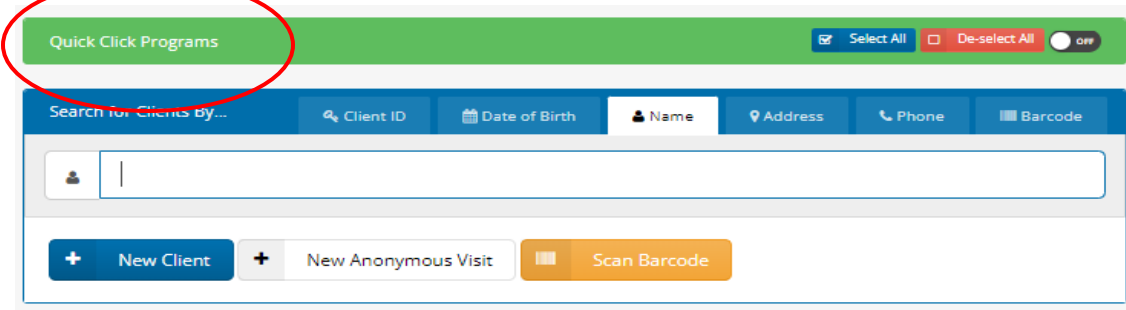 Quick Click Programs Select All De-select All OFF
Search for Clients By... Client ID Date of Birth Name Address Phone Barcode
New Client New Anonymous Visit Scan Barcode